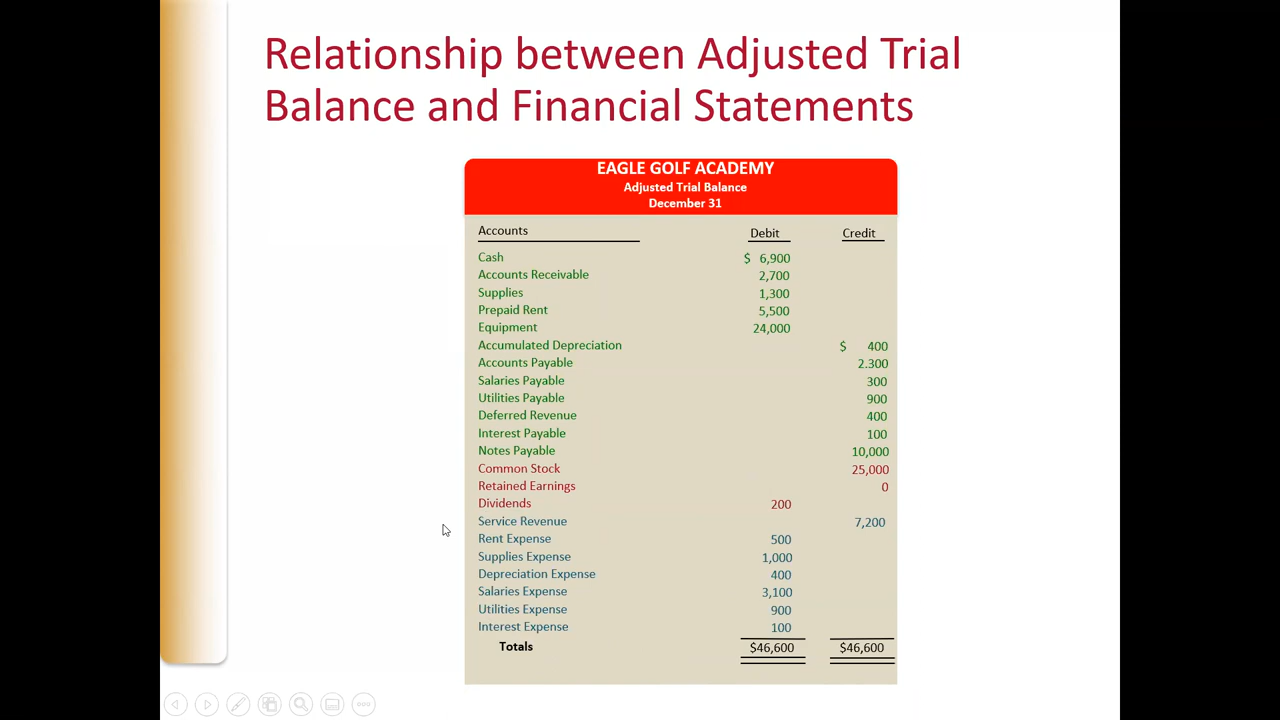 Relationship between Adjusted Trial
Balance and Financial Statements
EAGLE GOLF ACADEMY
Adjusted Trial Balance
December 31
Accounts Debit Credit
Cash $ 6,900
Accounts Receivable 2,700
Supplies 1,300
Prepaid Rent 5,500
Equipment 24,000
Accumulated Depreciation $ 400
Accounts Payable 2.300
Salaries Payable 300
Utilities Payable 900
Deferred Revenue 400
Interest Payable 100
Notes Payable 10,000
Common Stock 25,000
Retained Earnings 0
Dividends 200
Service Revenue 7,200
Rent Expense 500
Supplies Expense 1,000
Depreciation Expense 400
Salaries Expense 3,100
Utilities Expense 900
Interest Expense 100
Totals $46,600 $46,600